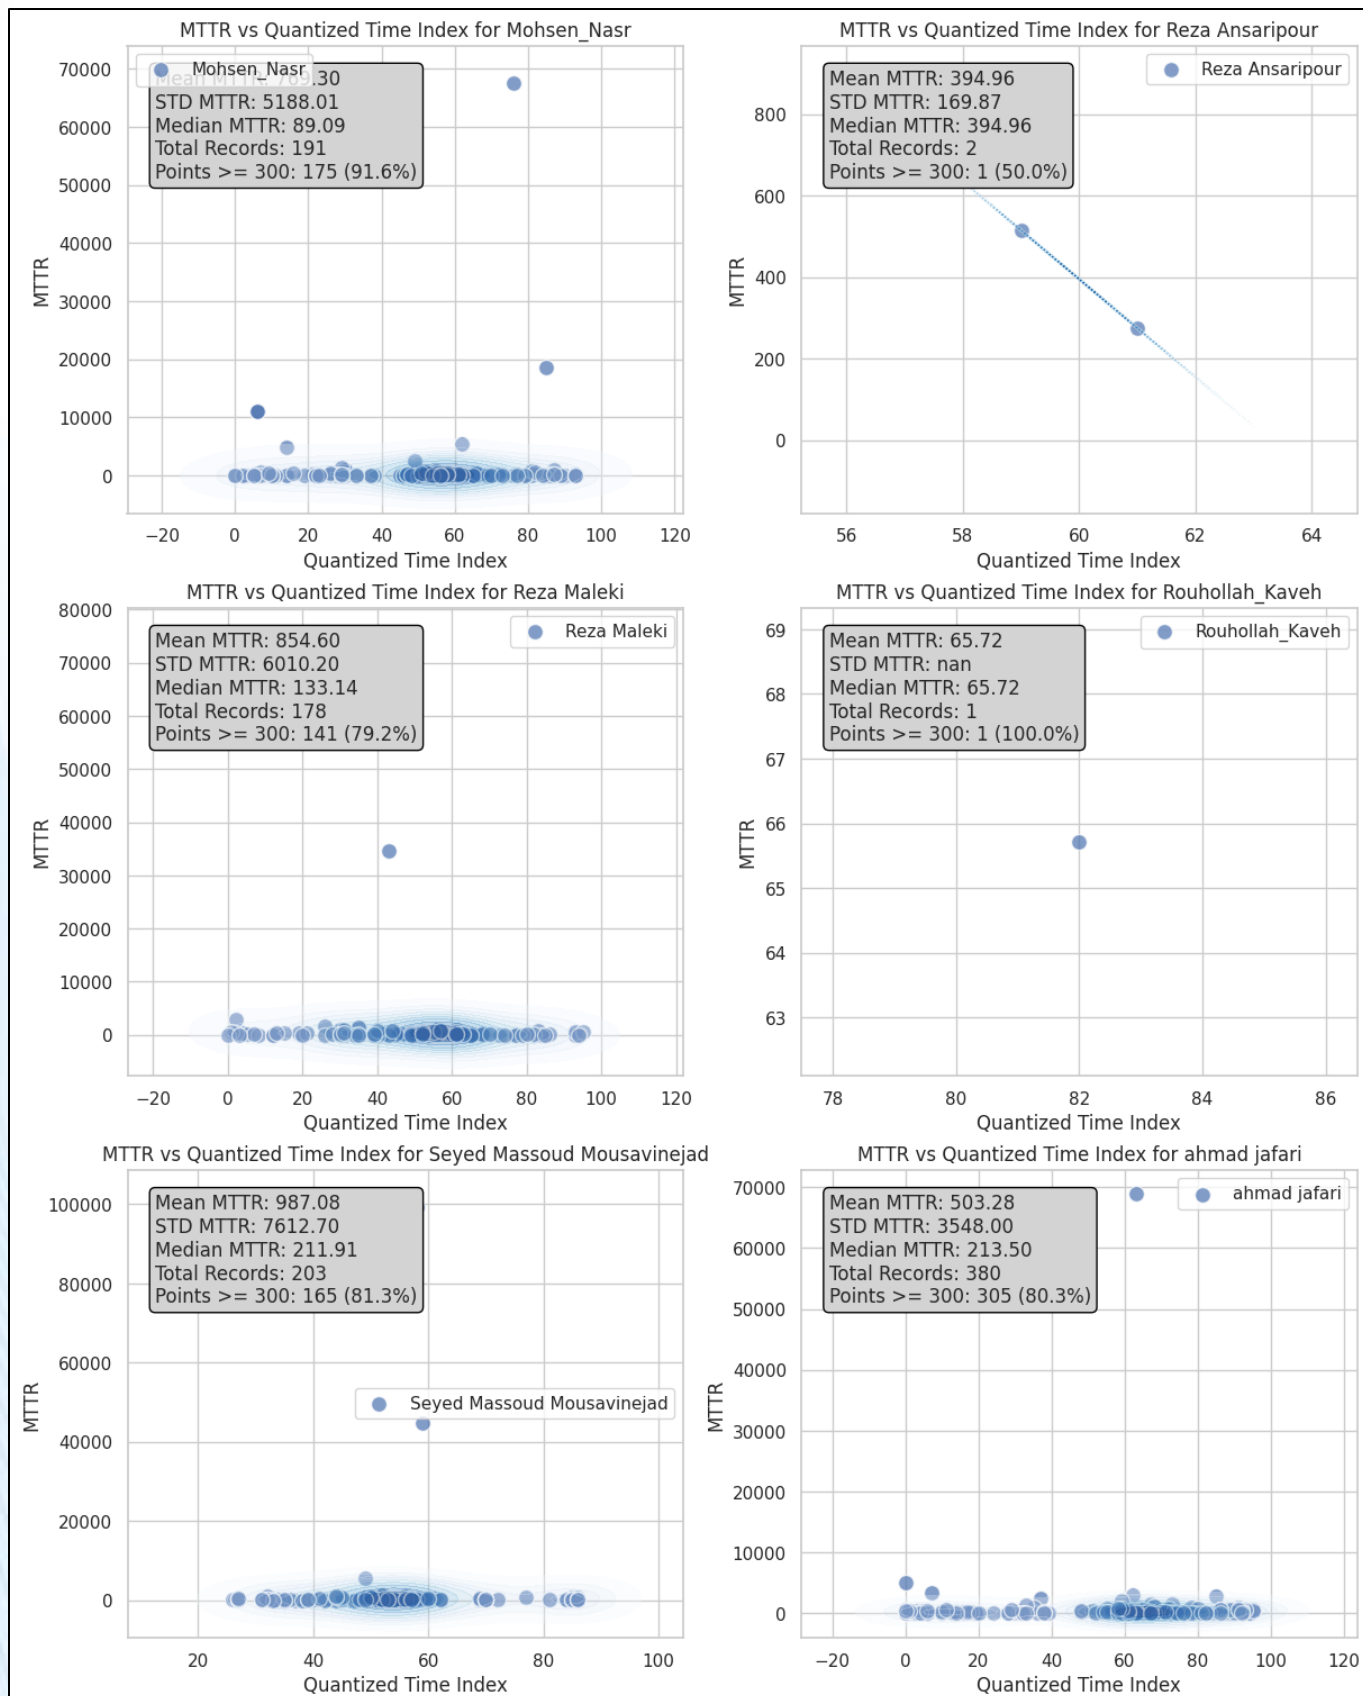 MTTR vs Quantized Time Index for Mohsen_Nasr
Mohsen_Nasr
Mean MTTR: 769.30
STD MTTR: 5188.01
Median MTTR: 89.09
Total Records: 191
Points >= 300: 175 (91.6%)
70000
60000
50000
40000
30000
20000
10000
0
MTTR
−20 0 20 40 60 80 100 120
Quantized Time Index
MTTR vs Quantized Time Index for Reza Ansaripour
Reza Ansaripour
Mean MTTR: 394.96
STD MTTR: 169.87
Median MTTR: 394.96
Total Records: 2
Points >= 300: 1 (50.0%)
800
600
400
200
0
MTTR
56 58 60 62 64
Quantized Time Index
MTTR vs Quantized Time Index for Reza Maleki
Reza Maleki
Mean MTTR: 854.60
STD MTTR: 6010.20
Median MTTR: 133.14
Total Records: 178
Points >= 300: 141 (79.2%)
80000
70000
60000
50000
40000
30000
20000
10000
0
MTTR
−20 0 20 40 60 80 100 120
Quantized Time Index
MTTR vs Quantized Time Index for Rouhollah_Kaveh
Rouhollah_Kaveh
Mean MTTR: 65.72
STD MTTR: nan
Median MTTR: 65.72
Total Records: 1
Points >= 300: 1 (100.0%)
69
68
67
66
65
64
63
MTTR
78 80 82 84 86
Quantized Time Index
MTTR vs Quantized Time Index for Seyed Massoud Mousavinejad
Mean MTTR: 987.08
STD MTTR: 7612.70
Median MTTR: 211.91
Total Records: 203
Points >= 300: 165 (81.3%)
Seyed Massoud Mousavinejad
100000
80000
60000
40000
20000
0
MTTR
20 40 60 80 100
Quantized Time Index
MTTR vs Quantized Time Index for ahmad jafari
ahmad jafari
Mean MTTR: 503.28
STD MTTR: 3548.00
Median MTTR: 213.50
Total Records: 380
Points >= 300: 305 (80.3%)
70000
60000
50000
40000
30000
20000
10000
0
MTTR
−20 0 20 40 60 80 100 120
Quantized Time Index